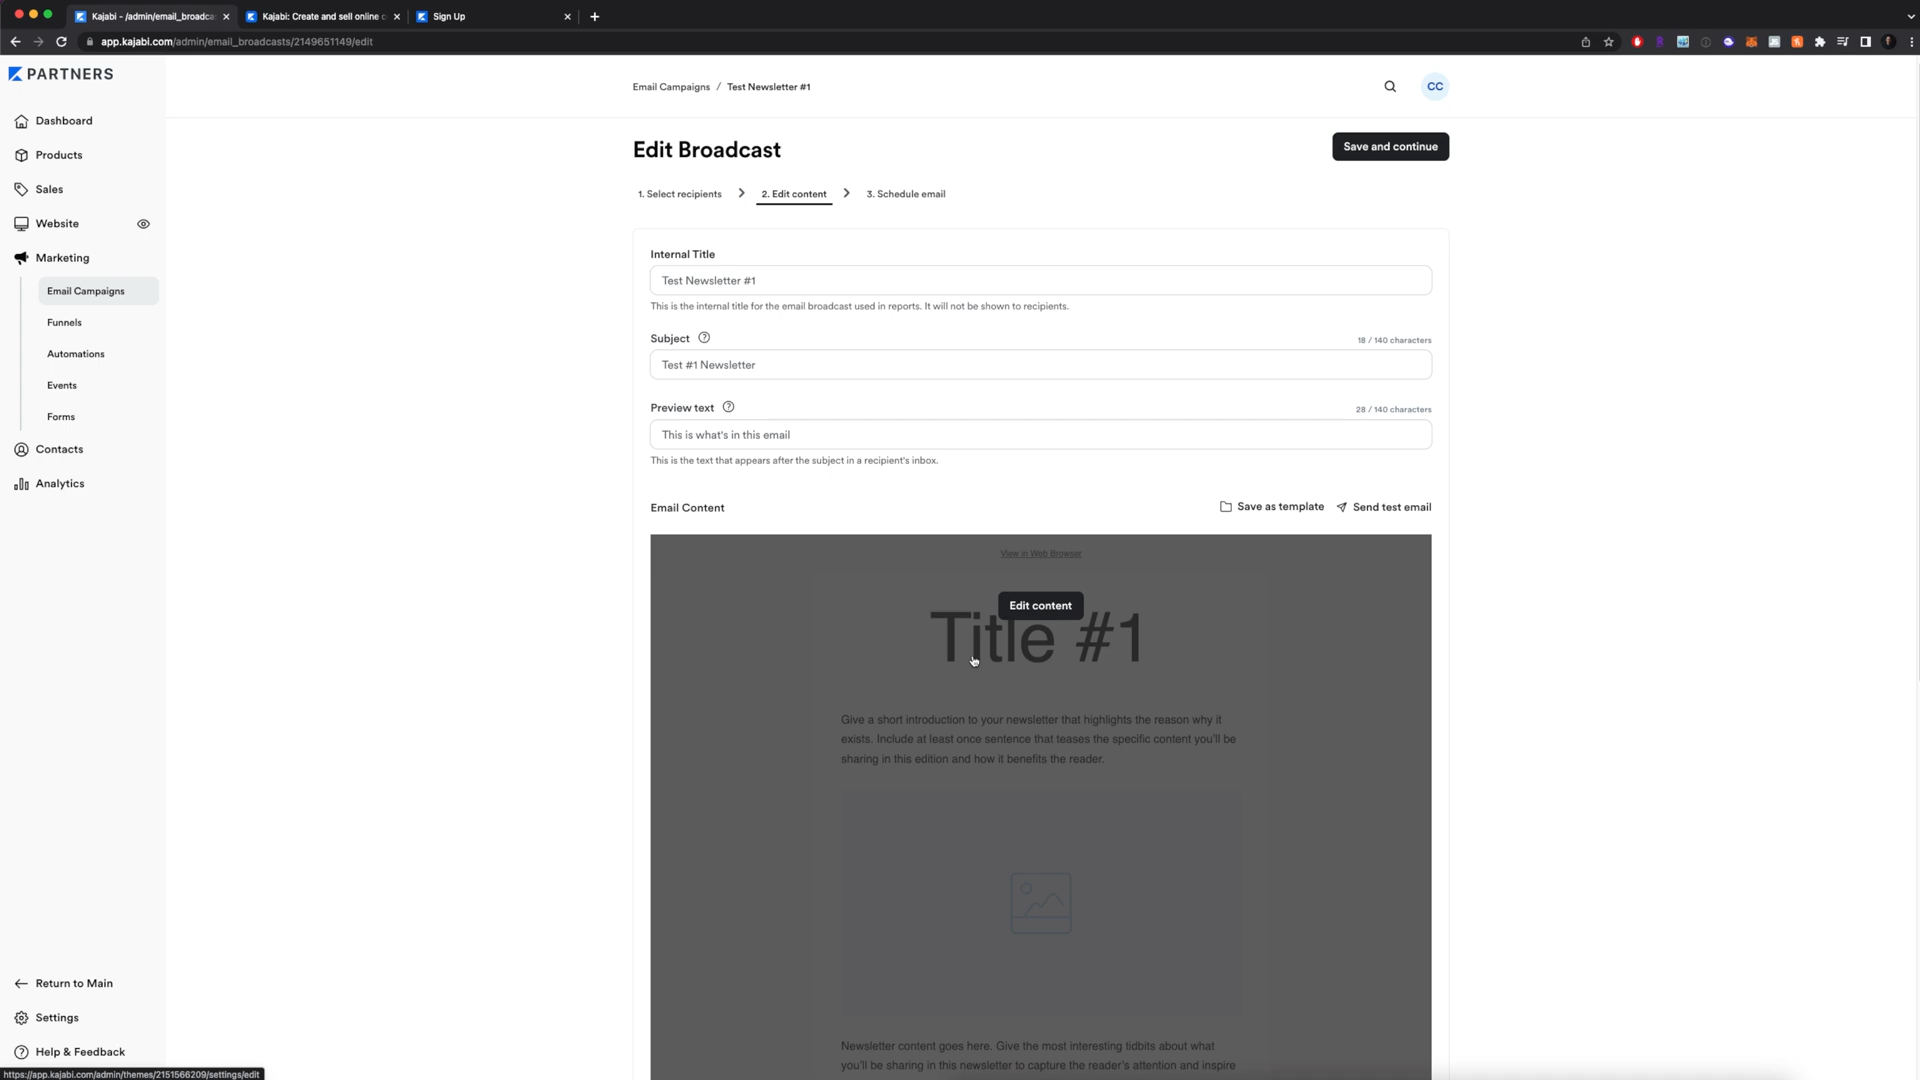 Kajabi - /admin/email_broadca
Kajabi: Create and sell online c
Sign Up
app.kajabi.com/admin/email_broadcasts/2149651149/edit
PARTNERS
Email Campaigns / Test Newsletter #1
CC
Dashboard
Products
Sales
Website
Marketing
Email Campaigns
Funnels
Automations
Events
Forms
Contacts
Analytics
Return to Main
Settings
Help & Feedback
Edit Broadcast
Save and continue
1. Select recipients
2. Edit content
3. Schedule email
Internal Title
Test Newsletter #1
This is the internal title for the email broadcast used in reports. It will not be shown to recipients.
Subject
18 / 140 characters
Test #1 Newsletter
Preview text
28 / 140 characters
This is what's in this email
This is the text that appears after the subject in a recipient's inbox.
Email Content
Save as template
Send test email
View in Web Browser
Edit content
Title #1
Give a short introduction to your newsletter that highlights the reason why it
exists. Include at least once sentence that teases the specific content you'll be
sharing in this edition and how it benefits the reader.
Newsletter content goes here. Give the most interesting tidbits about what
you'll be sharing in this newsletter to capture the reader's attention and inspire
https://app.kajabi.com/admin/themes/2151566209/settings/edit